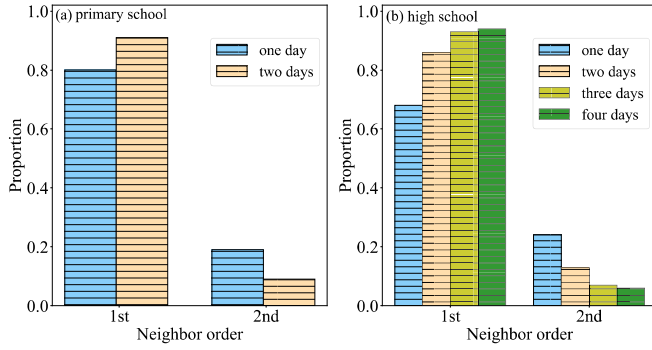 (a) primary school
one day
two days
Proportion
1.0
0.8
0.6
0.4
0.2
0.0
1st
2nd
Neighbor order
(b) high school
one day
two days
three days
four days
Proportion
1.0
0.8
0.6
0.4
0.2
0.0
1st
2nd
Neighbor order